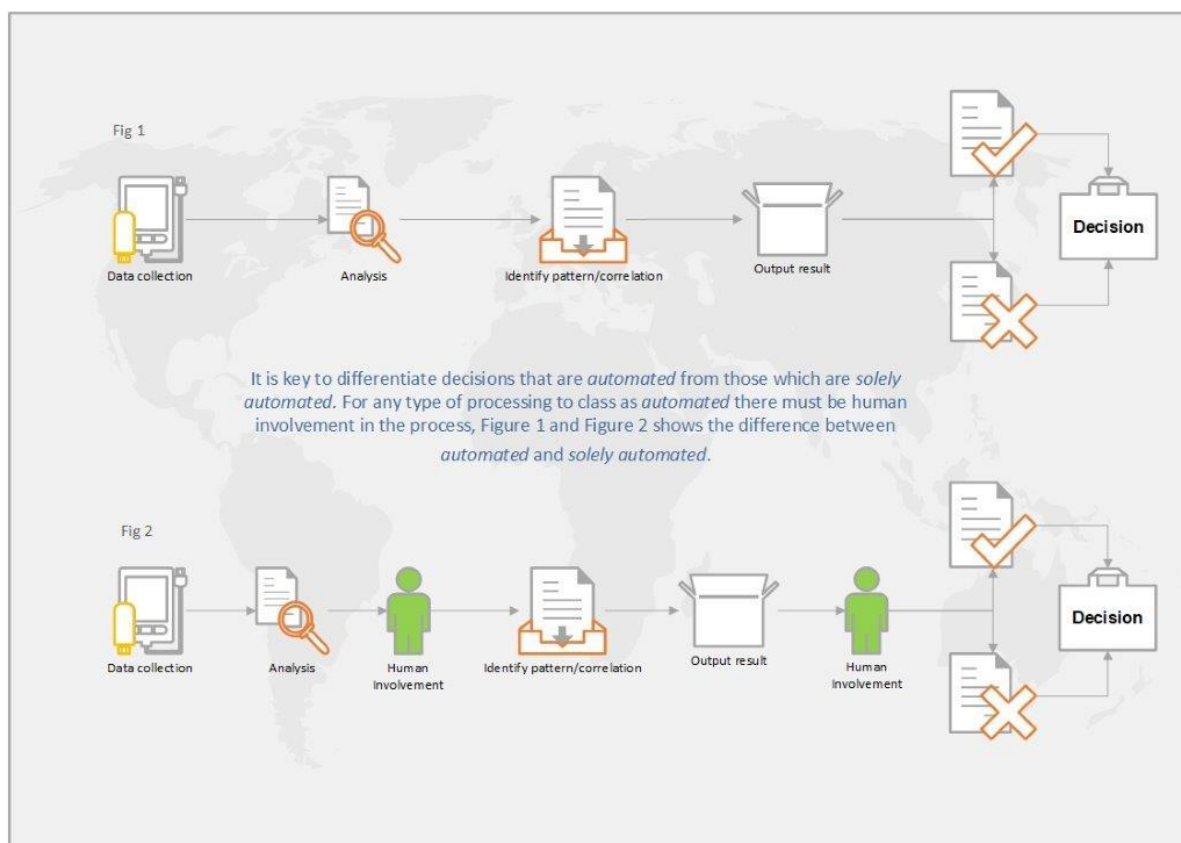 Fig 1
Decision
Data collection
Analysis
Identify pattern/correlation
Output result
It is key to differentiate decisions that are automated from those which are solely
automated. For any type of processing to class as automated there must be human
involvement in the process, Figure 1 and Figure 2 shows the difference between
automated and solely automated.
Fig 2
Decision
Data collection
Analysis
Human
Involvement
Identify pattern/correlation
Output result
Human
Involvement